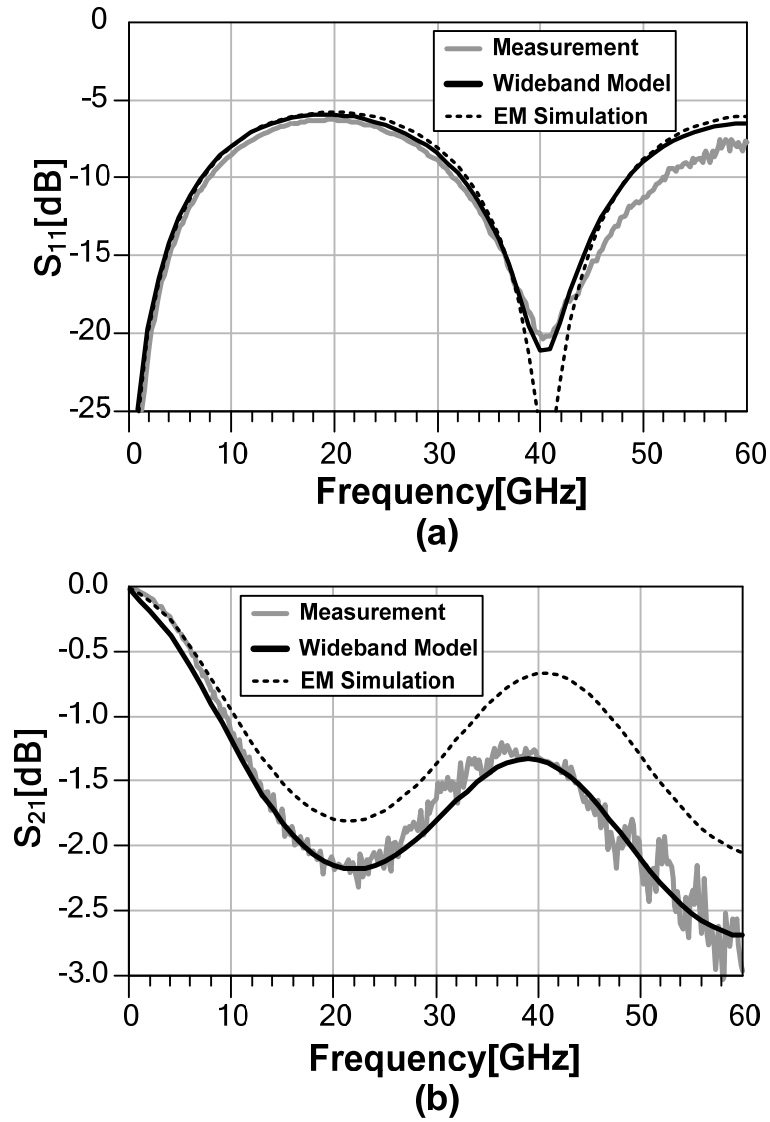 0
-5
-10
-15
-20
-25
S11[dB]
Measurement
Wideband Model
EM Simulation
0 10 20 30 40 50 60
Frequency[GHz]
(a)
0.0
-0.5
-1.0
-1.5
-2.0
-2.5
-3.0
S21[dB]
Measurement
Wideband Model
EM Simulation
0 10 20 30 40 50 60
Frequency[GHz]
(b)